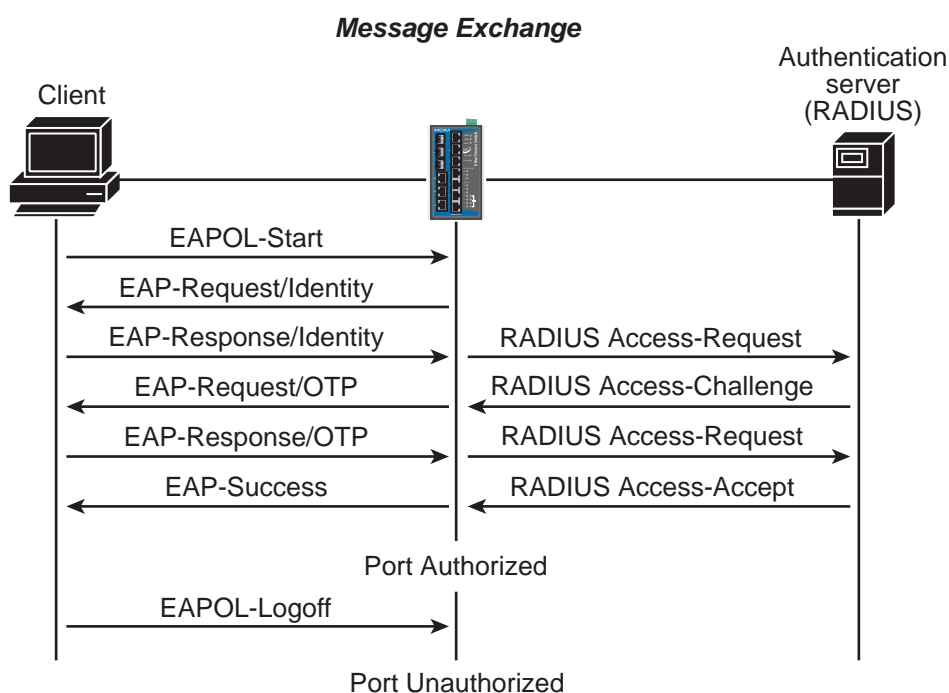 Message Exchange
Authentication
server
(RADIUS)
Client
MOXA
EAPOL-Start
EAP-Request/Identity
EAP-Response/Identity
RADIUS Access-Request
EAP-Request/OTP
RADIUS Access-Challenge
EAP-Response/OTP
RADIUS Access-Request
EAP-Success
RADIUS Access-Accept
Port Authorized
EAPOL-Logoff
Port Unauthorized